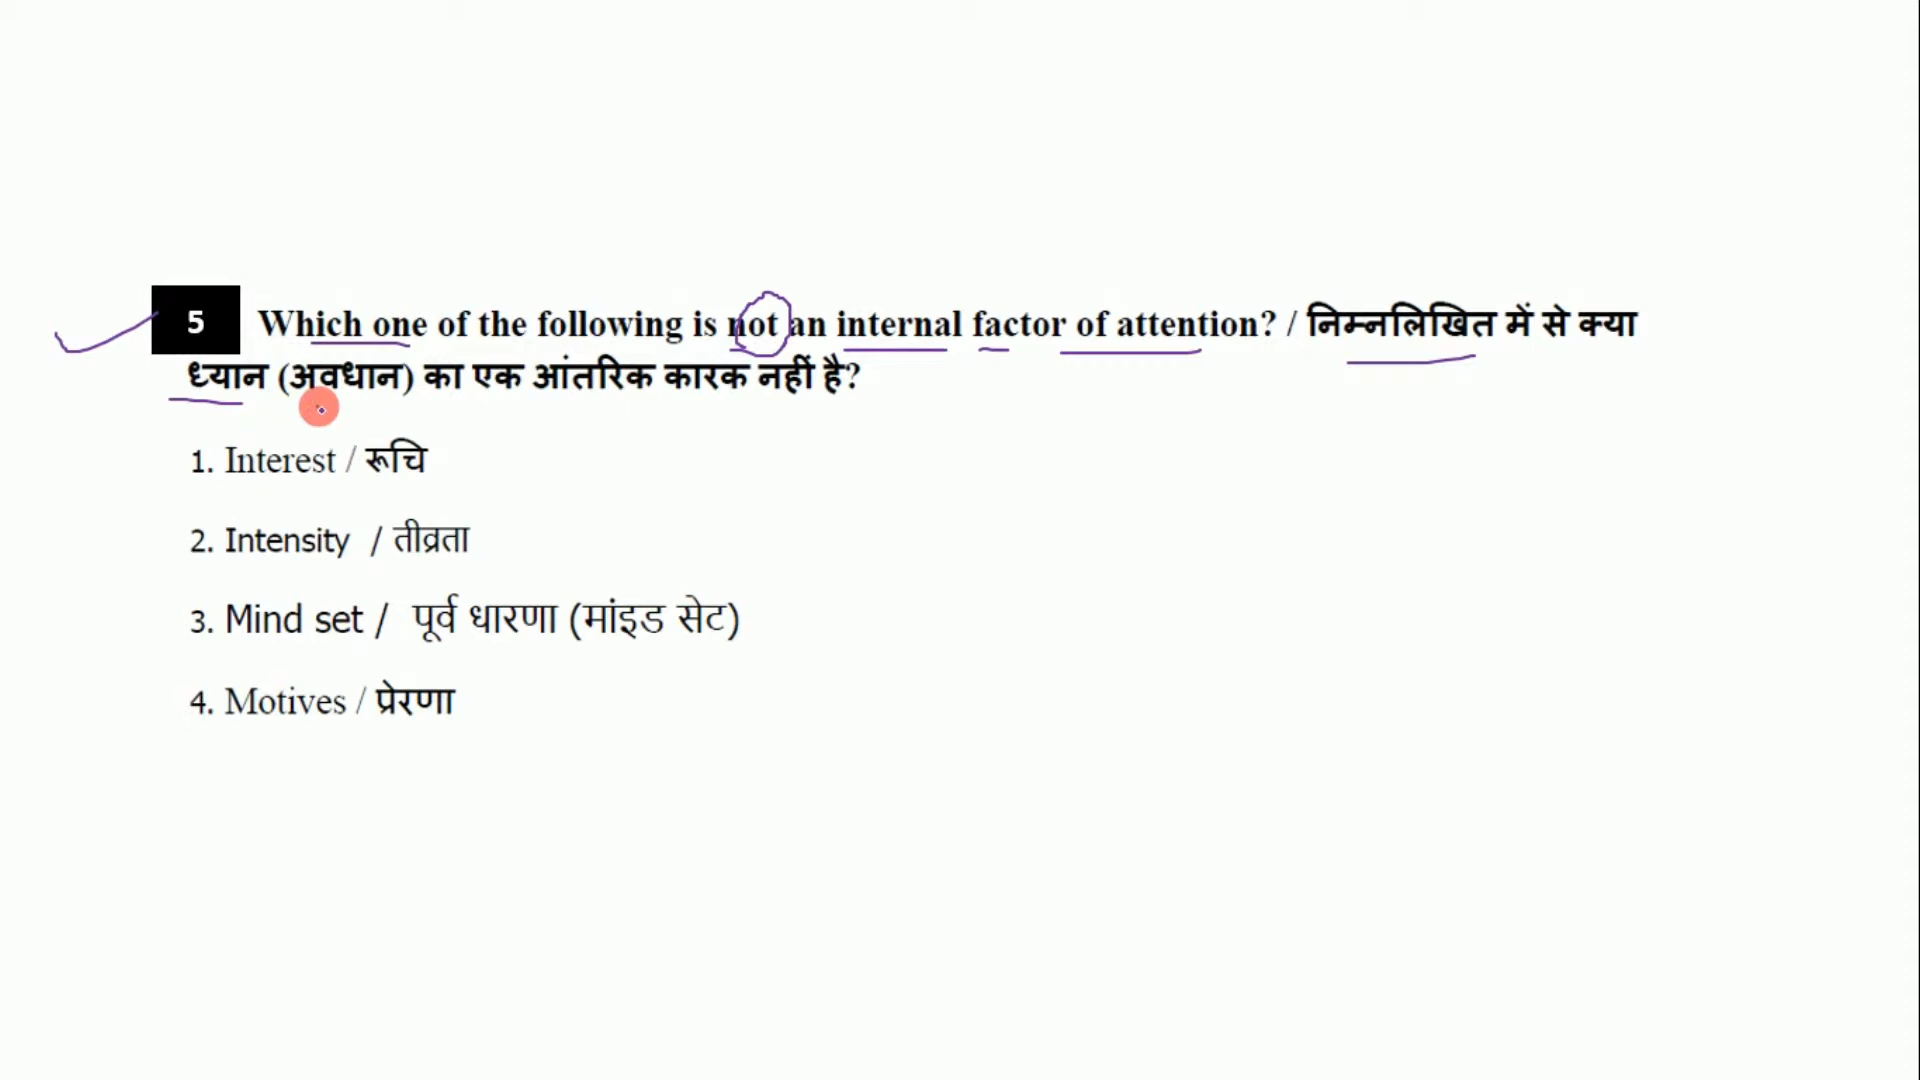 5 Which one of the following is not an internal factor of attention? / निम्नलिखित में से क्या
ध्यान (अवधान) का एक आंतरिक कारक नहीं है?
1. Interest / रूचि
2. Intensity / तीव्रता
3. Mind set / पूर्व धारणा (मांइड सेट)
4. Motives / प्रेरणा